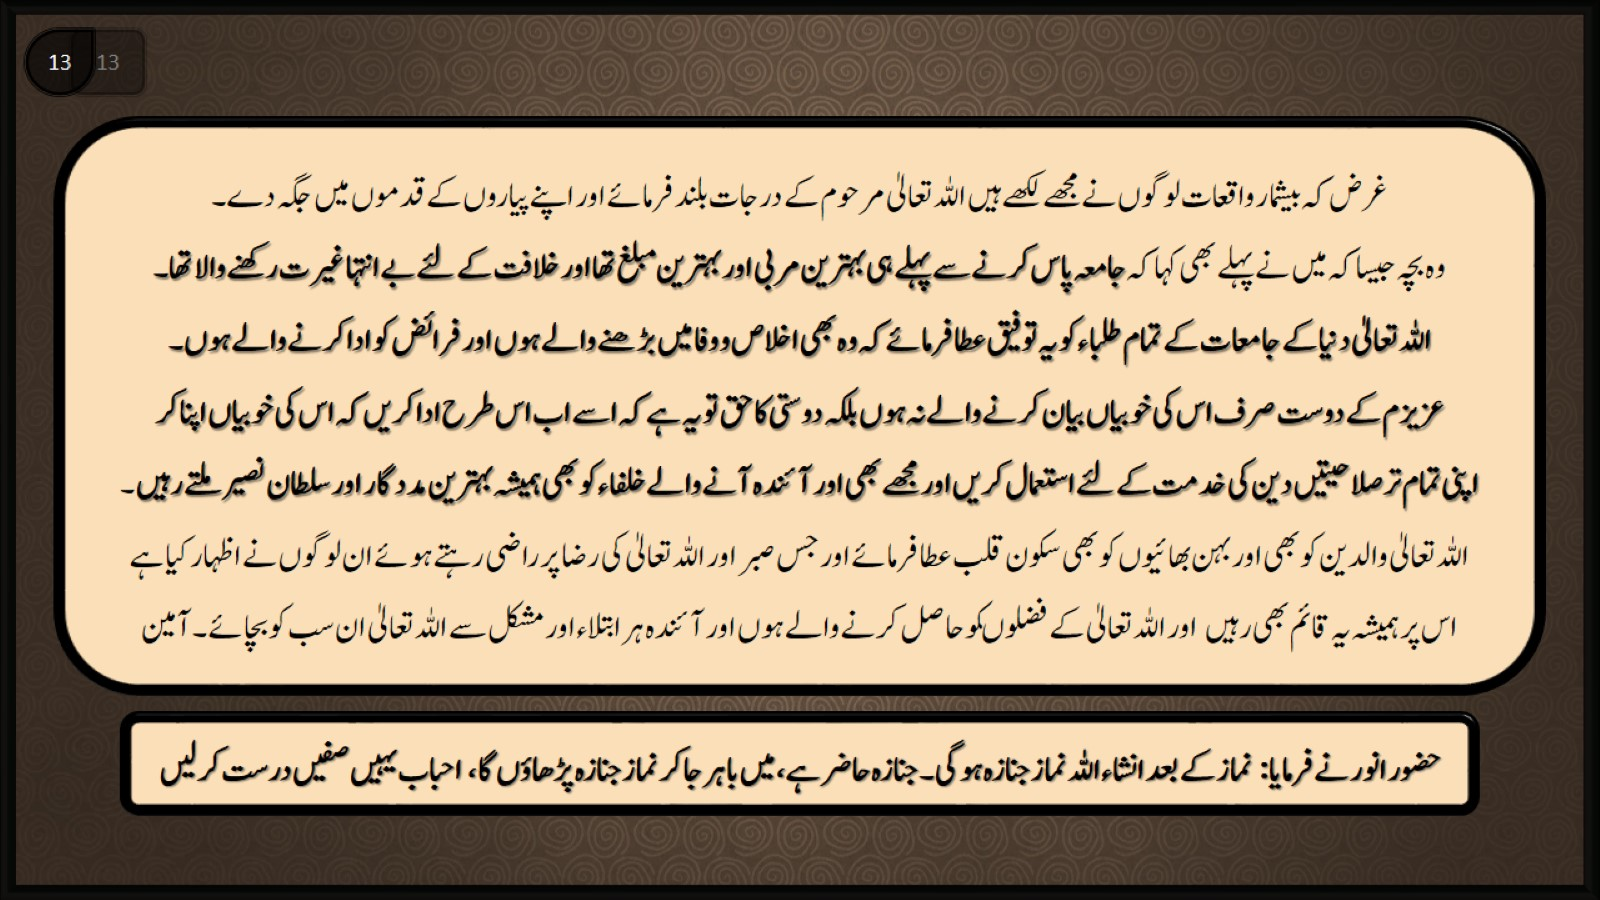 13 13
غرض کہ بیشمار واقعات لوگوں نے مجھے لکھے ہیں اللہ تعالیٰ مرحوم کے درجات بلند فرمائے اور اپنے پیاروں کے قدموں میں جگہ دے۔
وہ بچہ جیسا کہ میں نے پہلے بھی کہا کہ جامعہ پاس کرنے سے پہلے ہی بہترین مربی اور بہترین مبلغ تھا اور خلافت کے لئے بے انتہا غیرت رکھنے والا تھا۔
اللہ تعالیٰ دنیا کے جامعات کے تمام طلباء کو یہ توفیق عطا فرمائے کہ وہ بھی اخلاص و وفا میں بڑھنے والے ہوں اور فرائض کو ادا کرنے والے ہوں۔
عزیزم کے دوست صرف اس کی خوبیاں بیان کرنے والے نہ ہوں بلکہ دوستی کا حق تو یہ ہے کہ اسے اب اس طرح ادا کریں کہ اس کی خوبیاں اپنا کر
اپنی تمام تر صلاحیتیں دین کی خدمت کے لئے استعمال کریں اور مجھے بھی اور آئندہ آنے والے خلفاء کو بھی ہمیشہ بہترین مددگار اور سلطان نصیر ملتے رہیں۔
اللہ تعالیٰ والدین کو بھی اور بہن بھائیوں کو بھی سکون قلب عطا فرمائے اور جس صبر اور اللہ تعالیٰ کی رضا پر راضی رہتے ہوئے ان لوگوں نے اظہار کیا ہے
اس پر ہمیشہ یہ قائم بھی رہیں اور اللہ تعالیٰ کے فضلوں کو حاصل کرنے والے ہوں اور آئندہ ہر ابتلاء اور مشکل سے اللہ تعالیٰ ان سب کو بچائے۔ آمین
حضور انور نے فرمایا: نماز کے بعد انشاء اللہ نماز جنازہ ہو گی۔ جنازہ حاضر ہے، میں باہر جا کر نماز جنازہ پڑھاؤں گا، احباب یہیں صفیں درست کر لیں